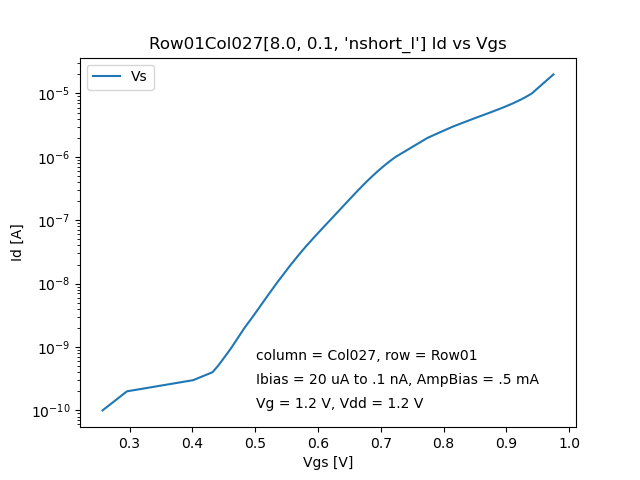 Row01Col027[8.0, 0.1, 'nshort_l'] Id vs Vgs
Vs
10⁻⁵
10⁻⁶
10⁻⁷
10⁻⁸
10⁻⁹
10⁻¹⁰
Id [A]
column = Col027, row = Row01
Ibias = 20 uA to .1 nA, AmpBias = .5 mA
Vg = 1.2 V, Vdd = 1.2 V
0.3 0.4 0.5 0.6 0.7 0.8 0.9 1.0
Vgs [V]